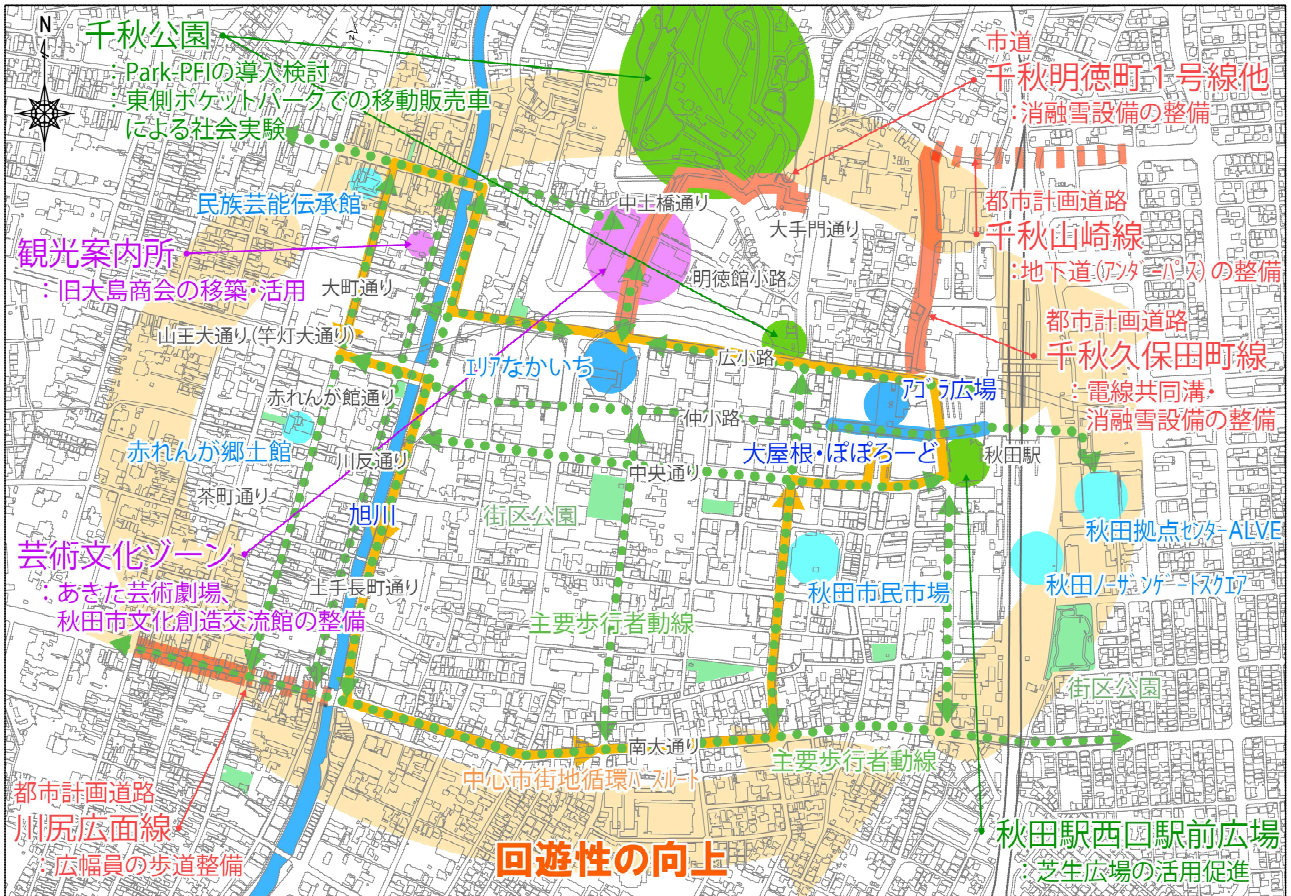 N
千秋公園
：Park-PFIの導入検討
：東側ポケットパークでの移動販売車
による社会実験
市道
千秋明徳町１号線他
：消融雪設備の整備
民族芸能伝承館
中土橋通り
大手門通り
都市計画道路
千秋山崎線
：地下道(アンダーパス)の整備
観光案内所
：旧大島商会の移築・活用
大町通り
明徳館小路
山王大通り(竿灯大通り)
都市計画道路
千秋久保田町線
：電線共同溝・
消融雪設備の整備
エリアなかいち
広小路
アゴラ広場
赤れんが館通り
仲小路
赤れんが郷土館
川反通り
中央通り
大屋根・ぽぽろーど
秋田駅
茶町通り
旭川
街区公園
秋田拠点センターALVE
芸術文化ゾーン
：あきた芸術劇場、
秋田市文化創造交流館の整備
土手長町通り
秋田市民市場
秋田ノーザンゲートスクエア
主要歩行者動線
街区公園
南大通り
主要歩行者動線
中心市街地循環バスルート
都市計画道路
川尻広面線
：広幅員の歩道整備
回遊性の向上
秋田駅西口駅前広場
：芝生広場の活用促進